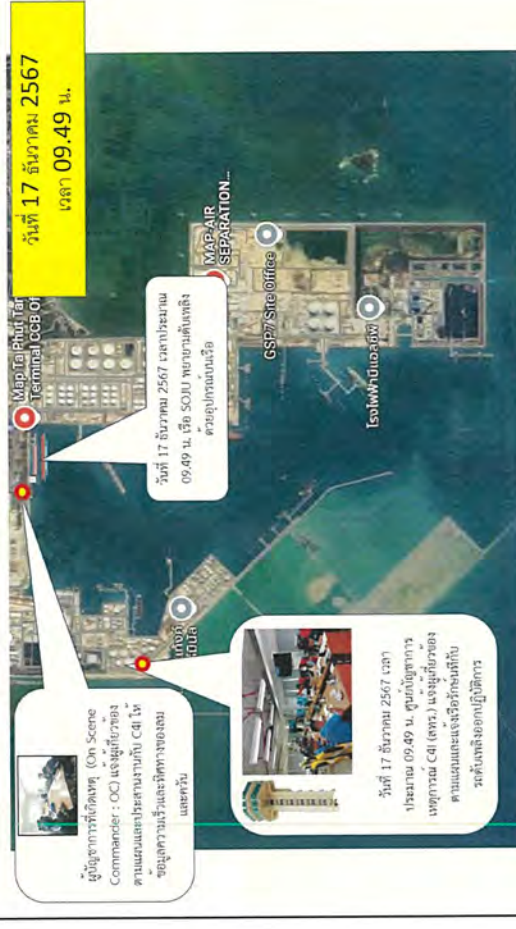 วันที่ 17 ธันวาคม 2567
เวลา 09.49 น.
Map Ta Phut Tan
Terminal CCB Of
MAP-AIR
SEPARATION...
GSP7 Site Office
โรงไฟฟ้าบีแอลซีพี
วันที่ 17 ธันวาคม 2567 เวลาประมาณ
09.49 น. เรือ SOJU พยายามดับเพลิง
ด้วยอุปกรณ์บนเรือ
ผู้บัญชาการที่เกิดเหตุ (On Scene
Commander : OC) แจ้งผู้เกี่ยวของ
ตามแผนและประสานงานกับ C4I ให้
ข้อมูลความเร็วและทิศทางของลม
และควัน
วันที่ 17 ธันวาคม 2567 เวลา
ประมาณ 09.49 น. ศูนย์บัญชาการ
เหตุการณ์ C4I (สทร.) แจ้งผู้เกี่ยวของ
ตามแผนและแจ้งเรือรักษ์นทีกับ
รถดับเพลิงออกปฏิบัติการ